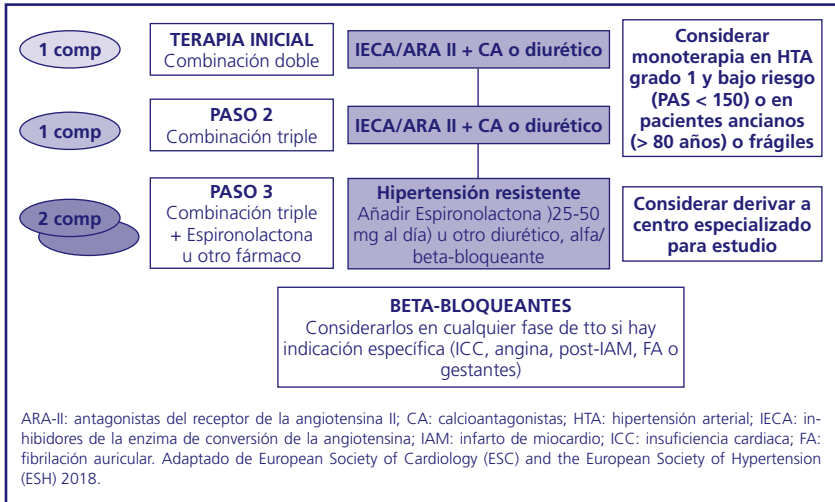 1 comp
TERAPIA INICIAL
Combinación doble
IECA/ARA II + CA o diurético
Considerar
monoterapia en HTA
grado 1 y bajo riesgo
(PAS < 150) o en
pacientes ancianos
(> 80 años) o frágiles
1 comp
PASO 2
Combinación triple
IECA/ARA II + CA o diurético
2 comp
PASO 3
Combinación triple
+ Espironolactona
u otro fármaco
Hipertensión resistente
Añadir Espironolactona )25-50
mg al día) u otro diurético, alfa/
beta-bloqueante
Considerar derivar a
centro especializado
para estudio
BETA-BLOQUEANTES
Considerarlos en cualquier fase de tto si hay
indicación específica (ICC, angina, post-IAM, FA o
gestantes)
ARA-II: antagonistas del receptor de la angiotensina II; CA: calcioantagonistas; HTA: hipertensión arterial; IECA: in-
hibidores de la enzima de conversión de la angiotensina; IAM: infarto de miocardio; ICC: insuficiencia cardiaca; FA:
fibrilación auricular. Adaptado de European Society of Cardiology (ESC) and the European Society of Hypertension
(ESH) 2018.